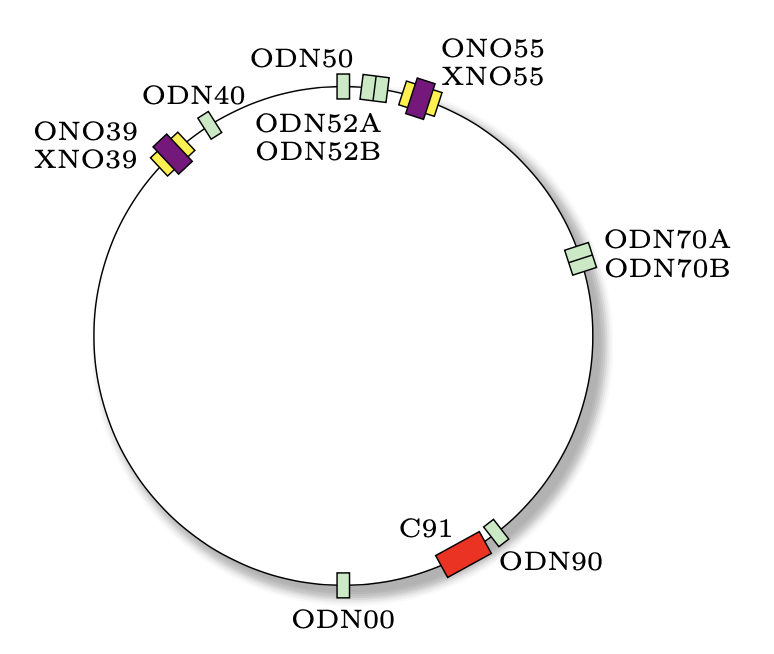 ODN50
ONO55
XNO55
ODN40
ODN52A
ODN52B
ONO39
XNO39
ODN70A
ODN70B
C91
ODN90
ODN00